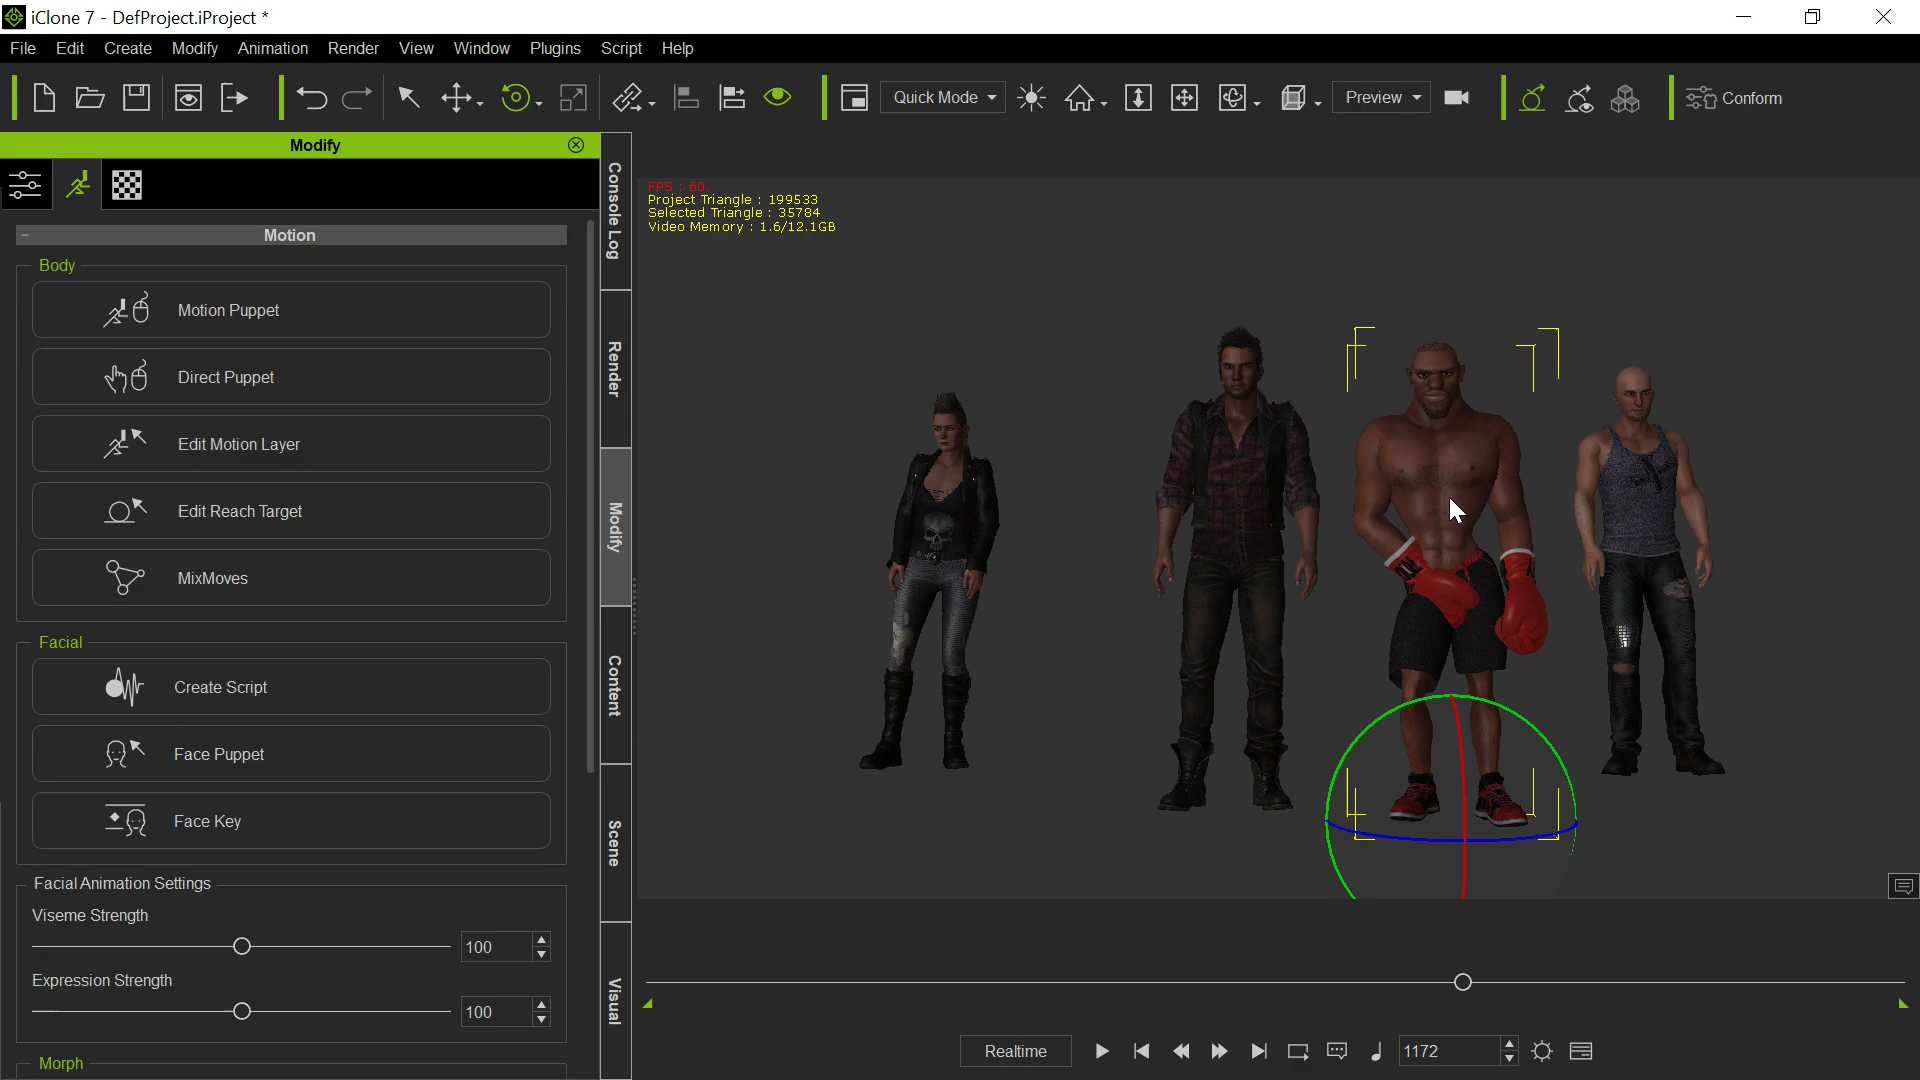 iClone 7 - DefProject.iProject *
File Edit Create Modify Animation Render View Window Plugins Script Help
Quick Mode Preview Conform
Modify
Motion
Body
Motion Puppet
Direct Puppet
Edit Motion Layer
Edit Reach Target
MixMoves
Facial
Create Script
Face Puppet
Face Key
Facial Animation Settings
Viseme Strength
100
Expression Strength
100
Morph
Console Log
Render
Modify
Content
Scene
Visual
FPS : 60.
Project Triangle : 199533
Selected Triangle : 35784
Video Memory : 1.6/12.1GB
Realtime 1172